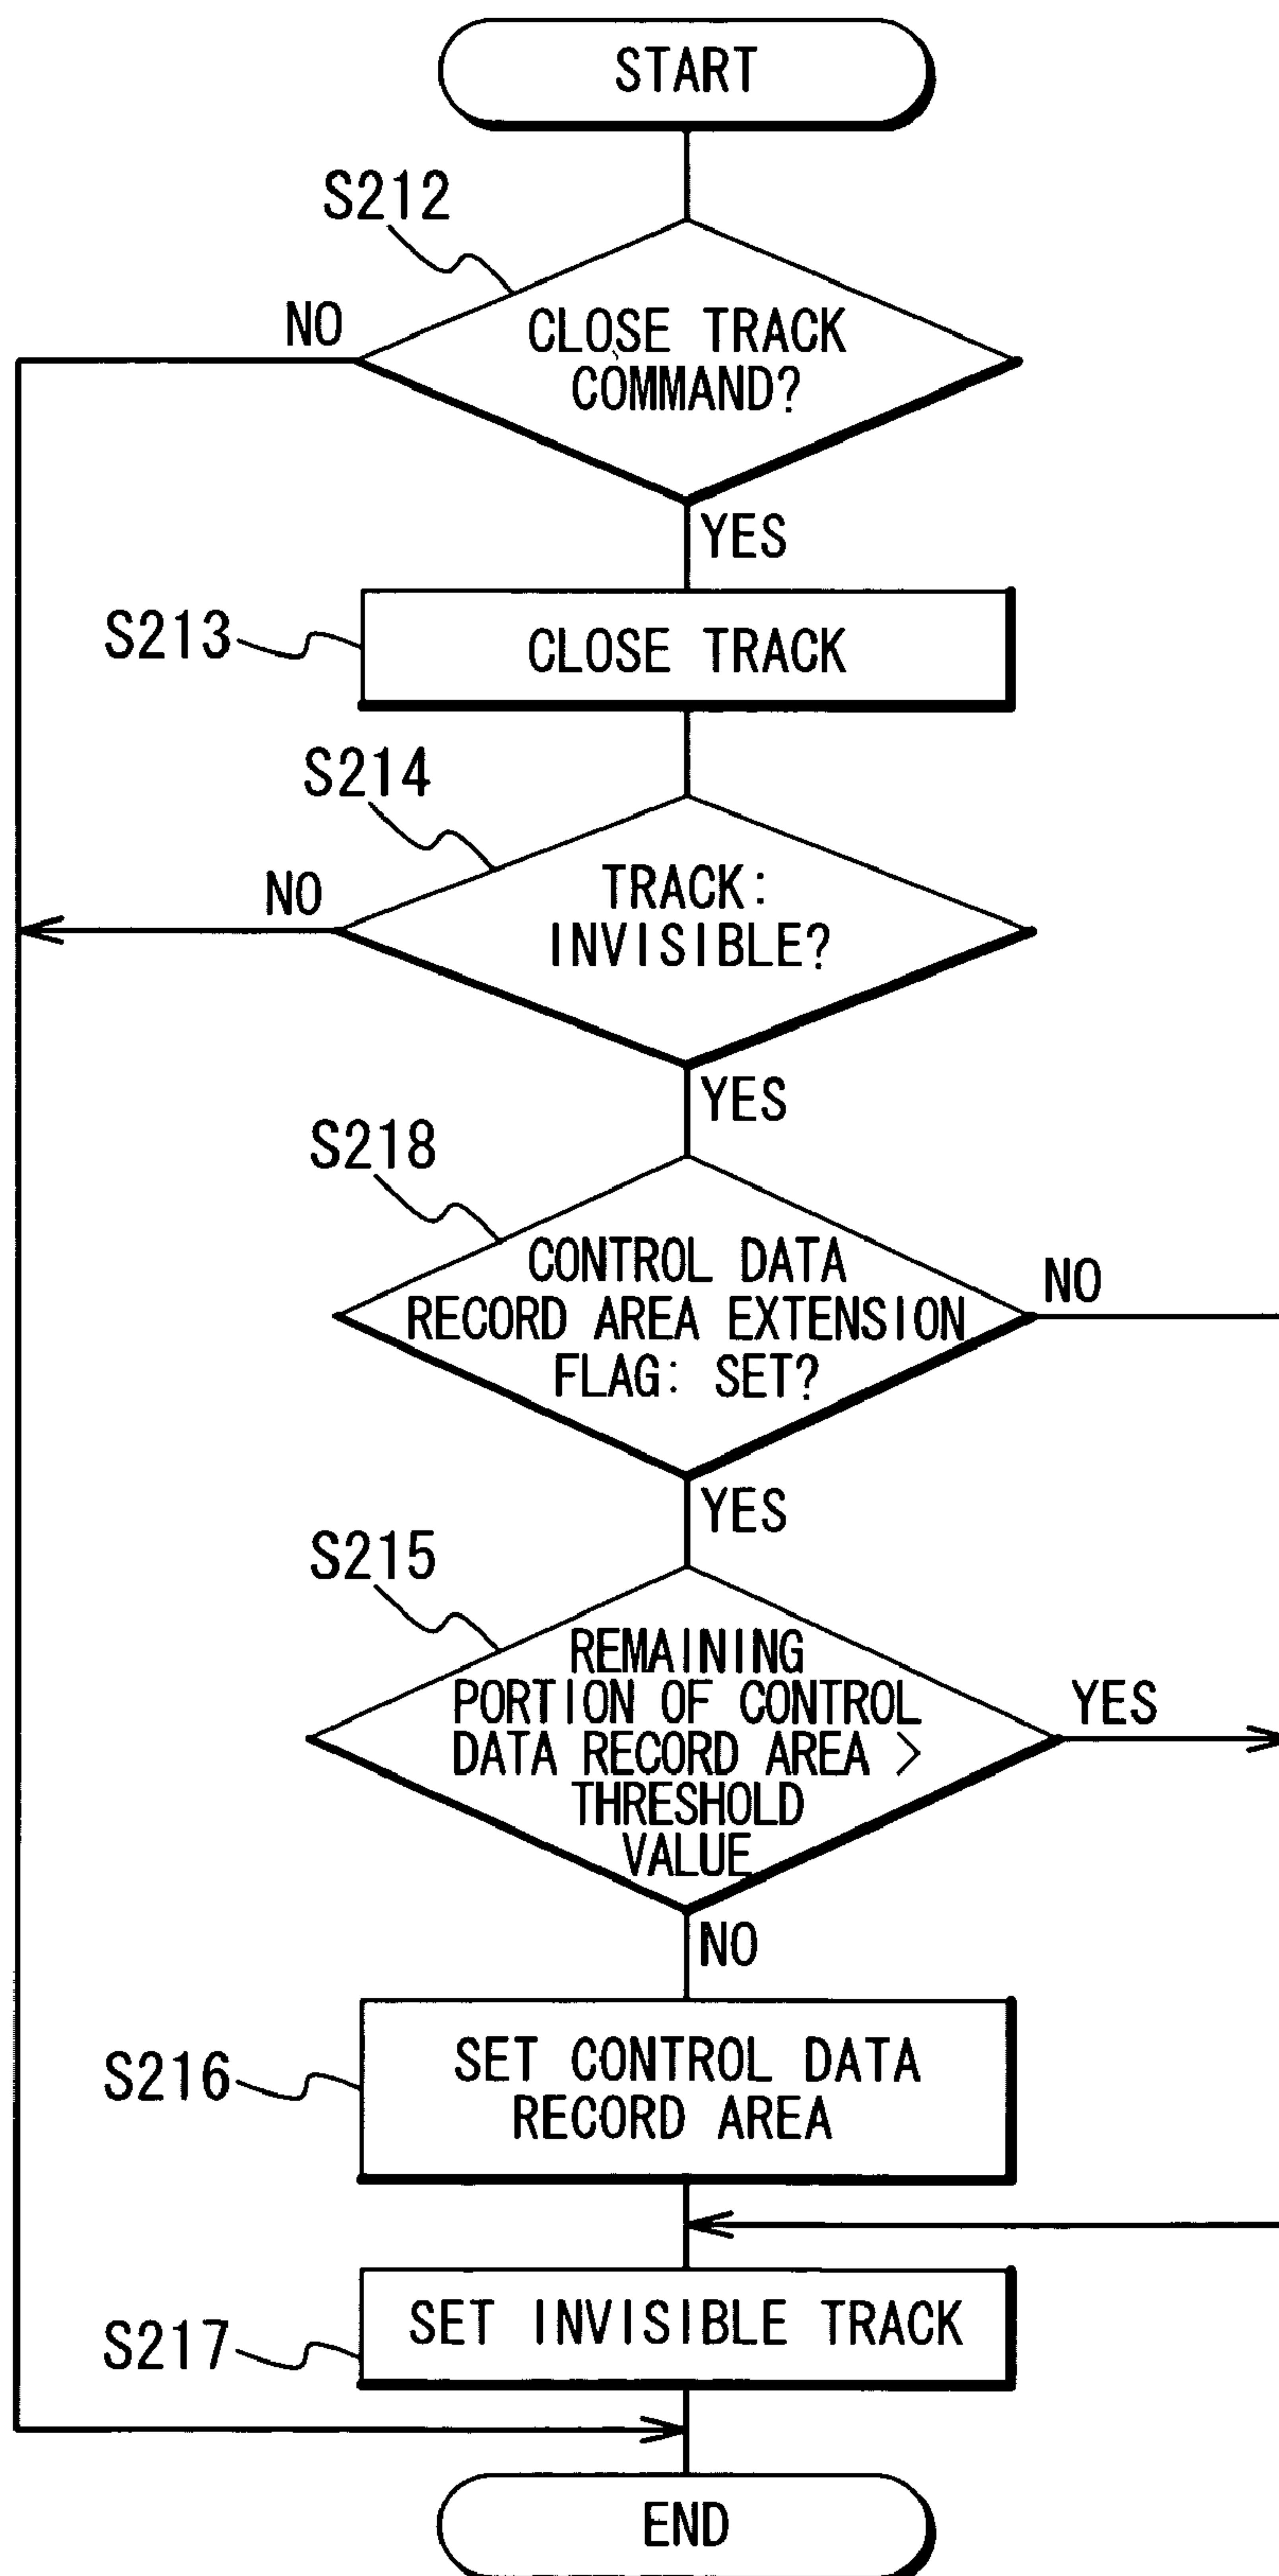 START
S212
NO
CLOSE TRACK
COMMAND?
YES
S213
CLOSE TRACK
S214
NO
TRACK:
INVISIBLE?
YES
S218
CONTROL DATA
RECORD AREA EXTENSION
FLAG: SET?
NO
YES
S215
REMAINING
PORTION OF CONTROL
DATA RECORD AREA >
THRESHOLD
VALUE
YES
NO
S216
SET CONTROL DATA
RECORD AREA
S217
SET INVISIBLE TRACK
END